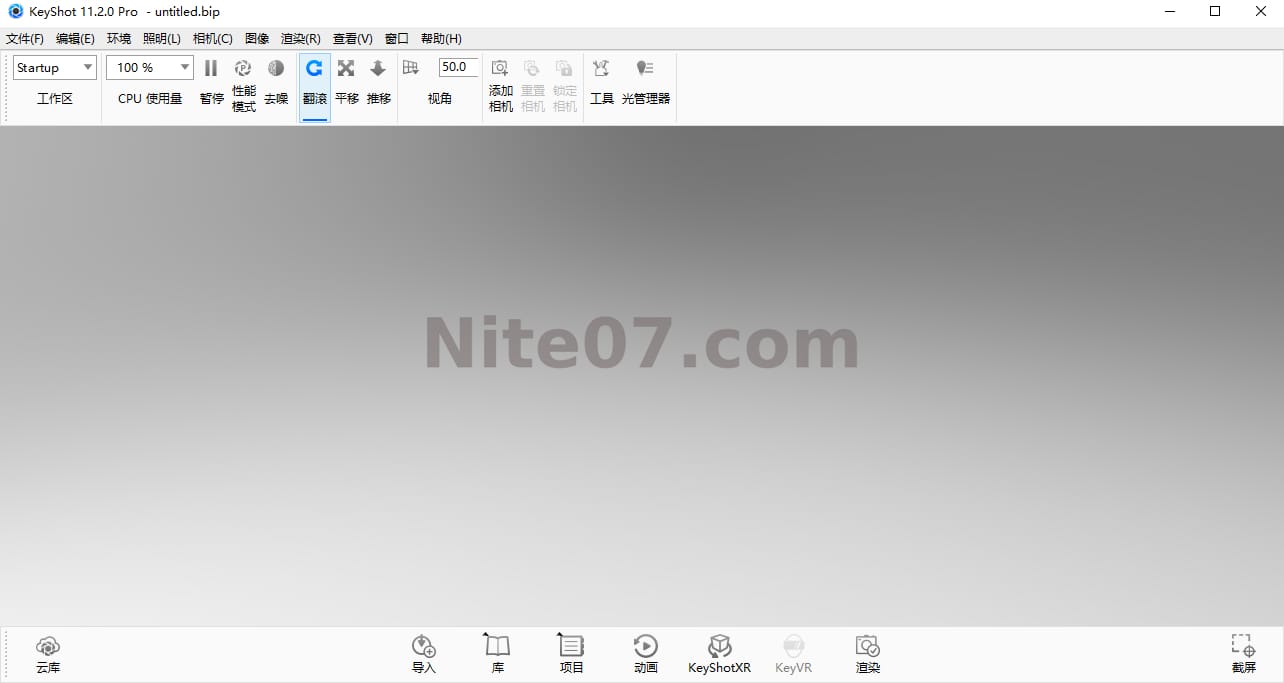 KeyShot 11.2.0 Pro - untitled.bip
文件(F) 编辑(E) 环境 照明(L) 相机(C) 图像 渲染(R) 查看(V) 窗口 帮助(H)
Startup 100 % 50.0
工作区 CPU 使用量 暂停 性能模式 去噪 翻滚 平移 推移 视角 添加相机 重置相机 锁定相机 工具 光管理器
Nite07.com
云库 导入 库 项目 动画 KeyShotXR KeyVR 渲染 截屏